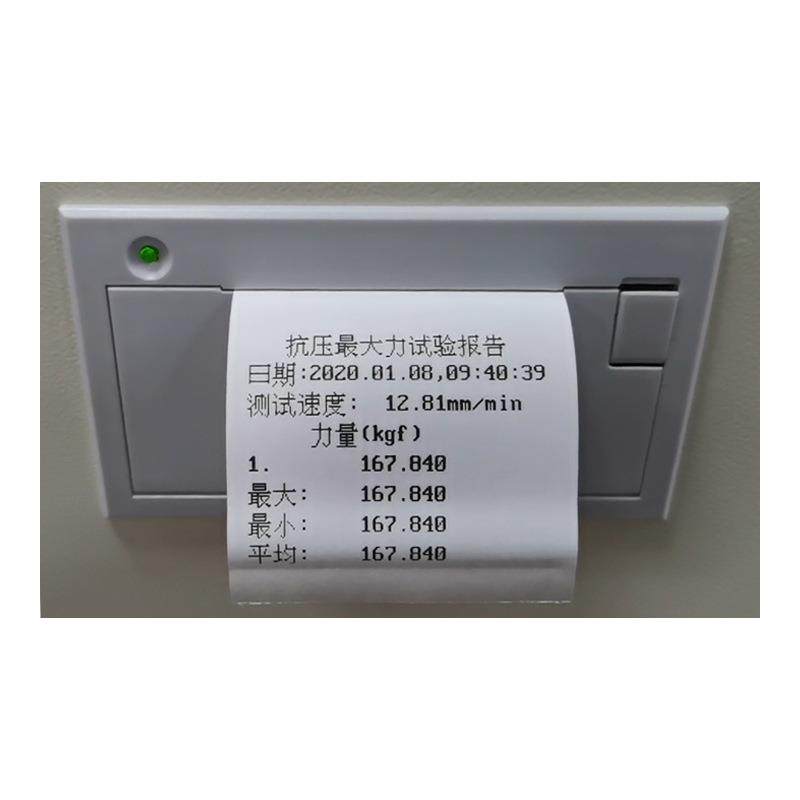 抗压最大力试验报告
日期:2020.01.08,09:40:39
测试速度: 12.81mm/min
力量(kgf)
1. 167.840
最大: 167.840
最小: 167.840
平均: 167.840